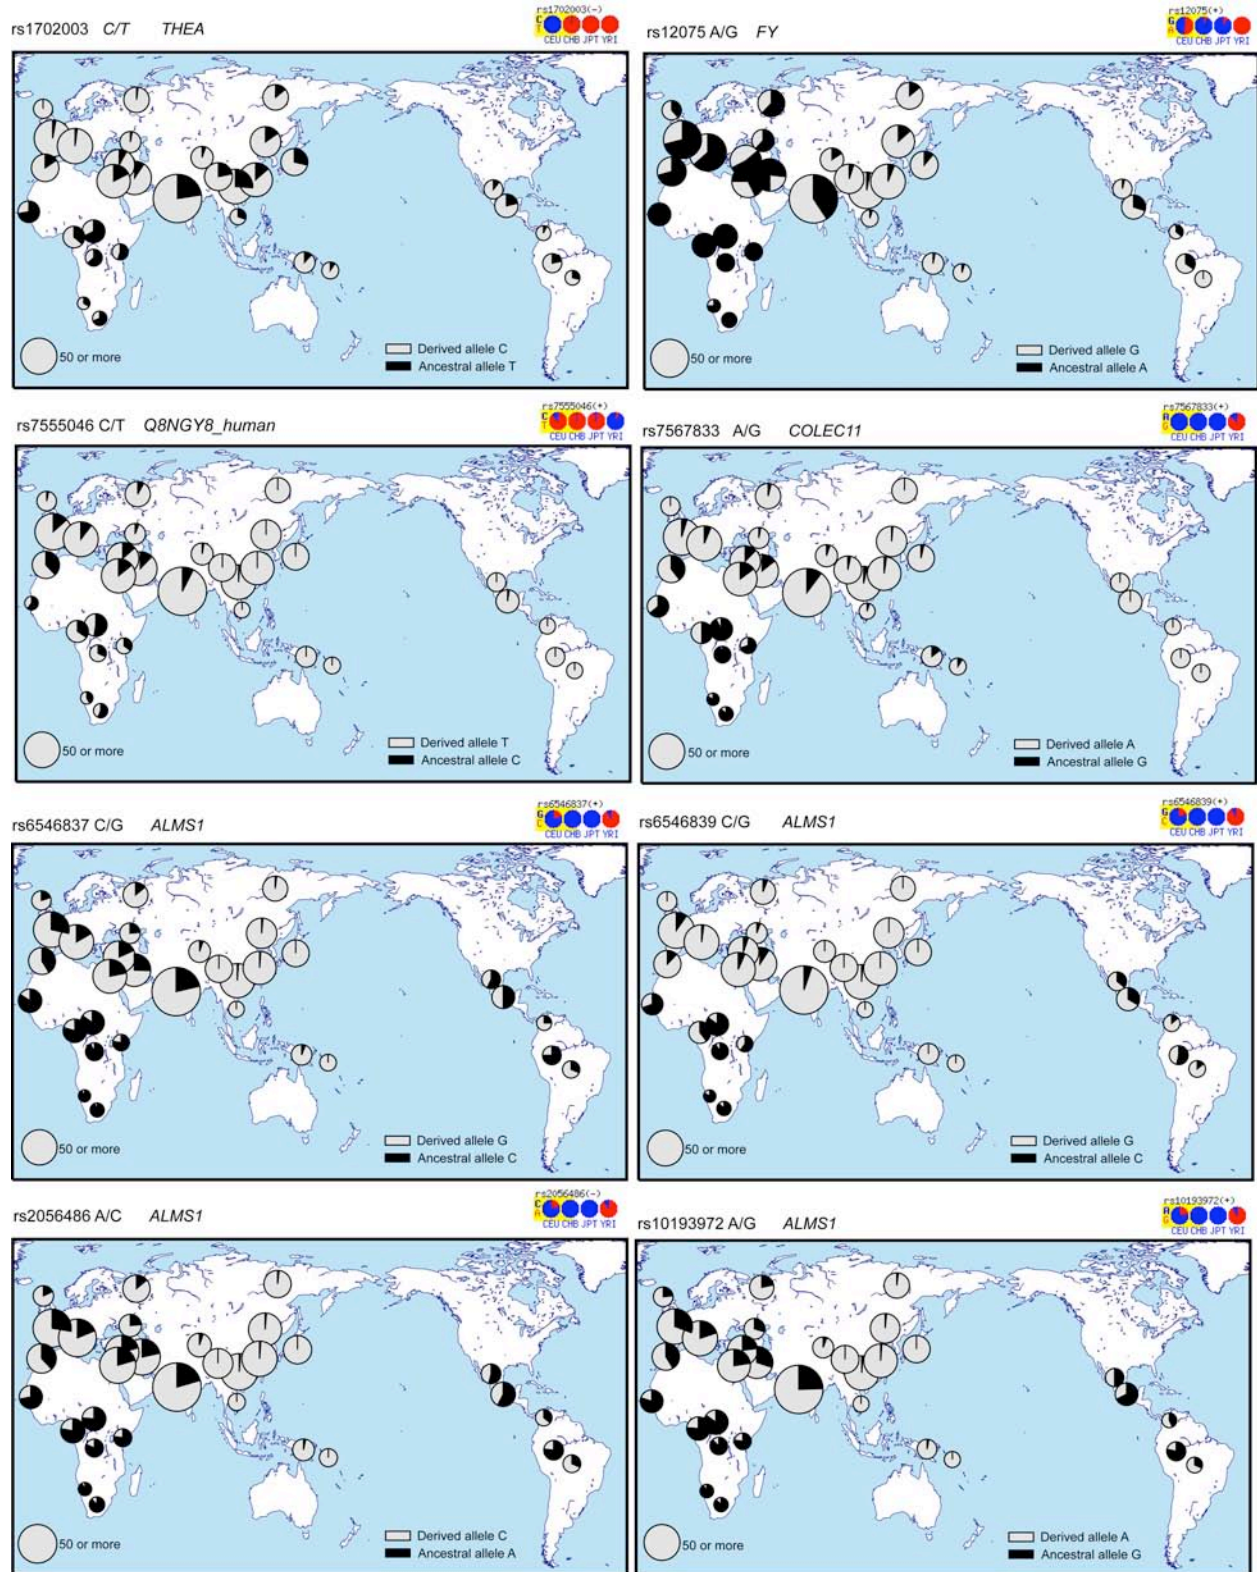 rs1702003 C/T THEA
rs1702003(-)
C
T
CEU CHB JPT YRI
50 or more
Derived allele C
Ancestral allele T
rs12075 A/G FY
rs12075(+)
G
A
CEU CHB JPT YRI
50 or more
Derived allele G
Ancestral allele A
rs7555046 C/T Q8NGY8_human
rs7555046(+)
C
T
CEU CHB JPT YRI
50 or more
Derived allele T
Ancestral allele C
rs7567833 A/G COLEC11
rs7567833(+)
A
G
CEU CHB JPT YRI
50 or more
Derived allele A
Ancestral allele G
rs6546837 C/G ALMS1
rs6546837(+)
G
C
CEU CHB JPT YRI
50 or more
Derived allele G
Ancestral allele C
rs6546839 C/G ALMS1
rs6546839(+)
G
C
CEU CHB JPT YRI
50 or more
Derived allele G
Ancestral allele C
rs2056486 A/C ALMS1
rs2056486(-)
C
A
CEU CHB JPT YRI
50 or more
Derived allele C
Ancestral allele A
rs10193972 A/G ALMS1
rs10193972(+)
A
G
CEU CHB JPT YRI
50 or more
Derived allele A
Ancestral allele G